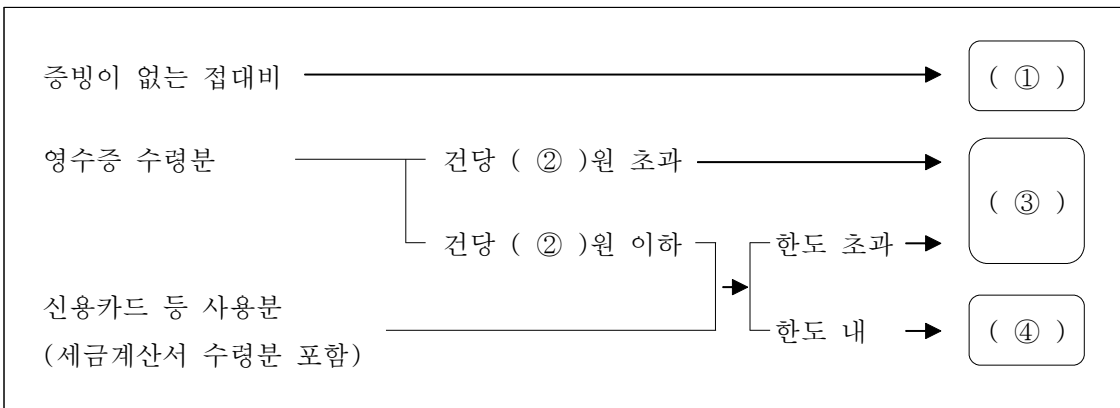 증빙이 없는 접대비 ( ① )
영수증 수령분 건당 ( ② )원 초과
( ③ )
건당 ( ② )원 이하 한도 초과
신용카드 등 사용분
(세금계산서 수령분 포함)
한도 내 ( ④ )